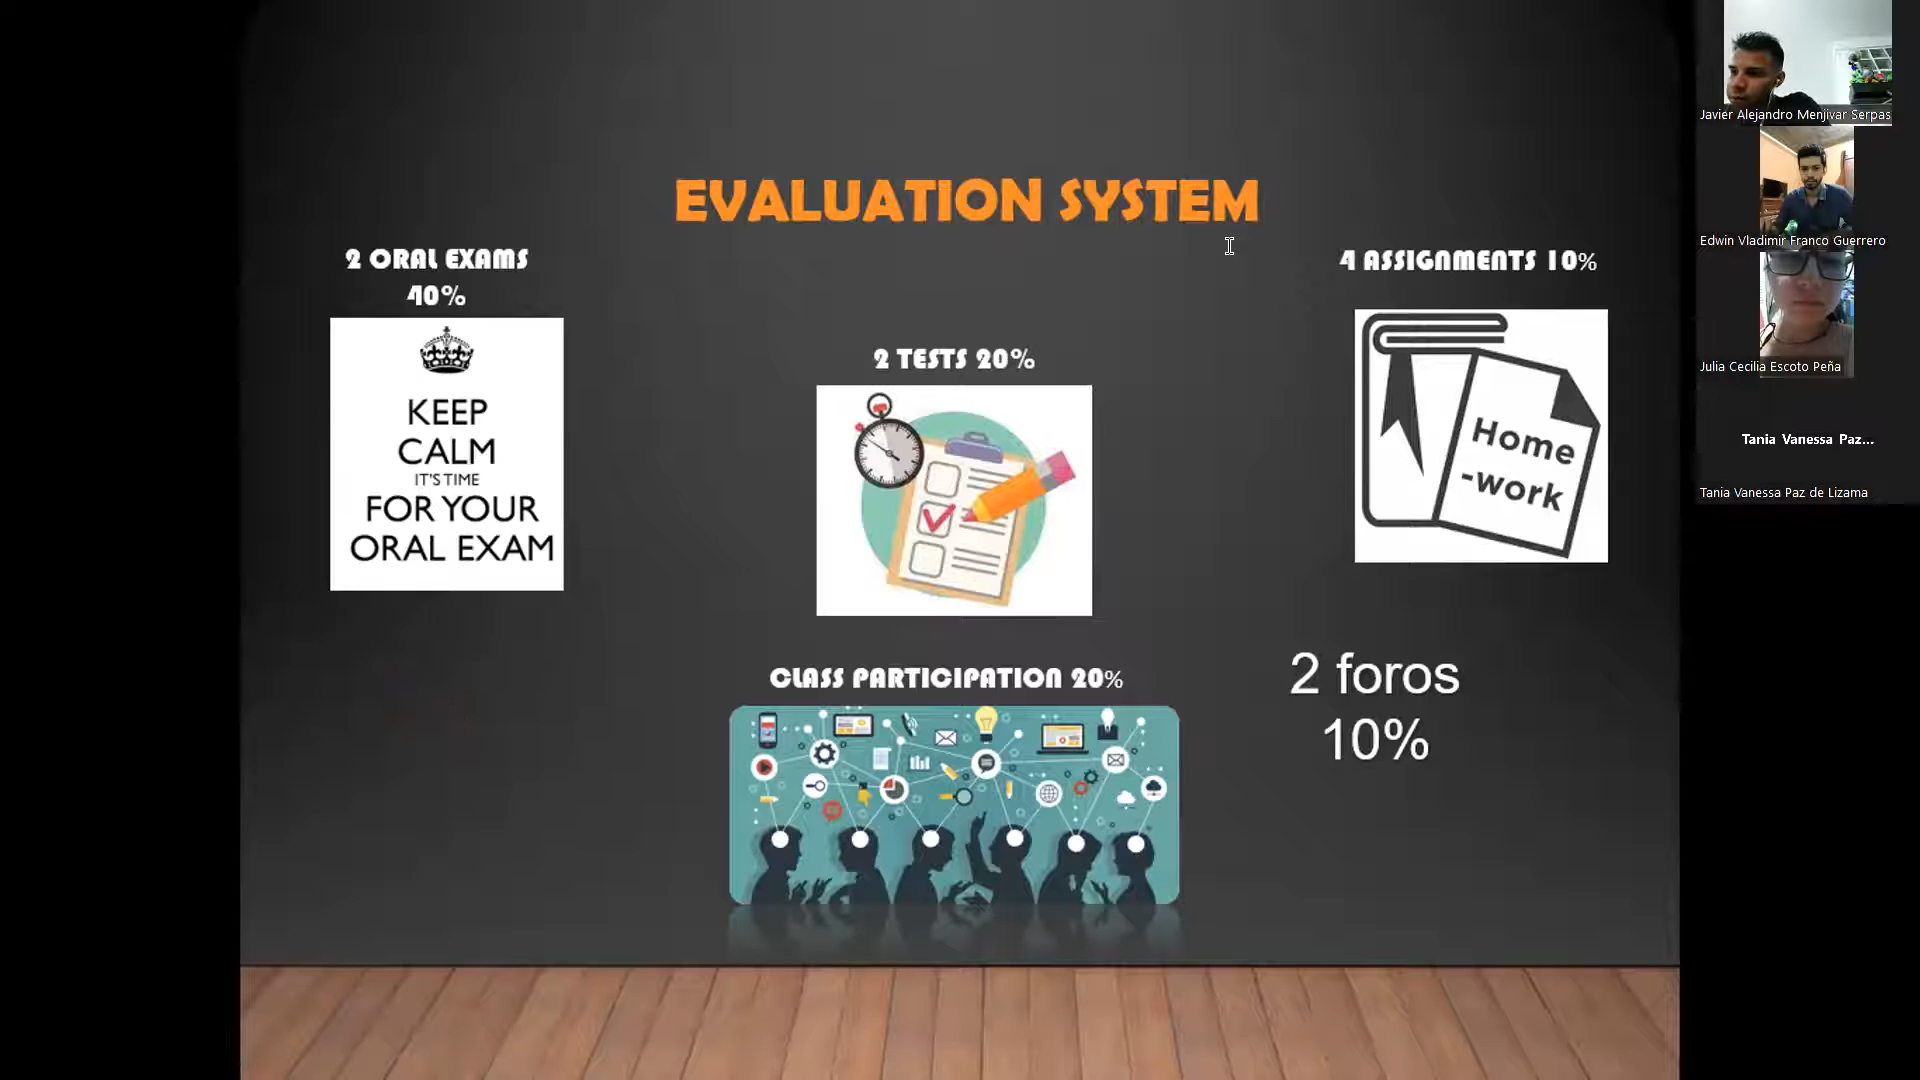 EVALUATION SYSTEM
2 ORAL EXAMS
40%
KEEP
CALM
IT'S TIME
FOR YOUR
ORAL EXAM
2 TESTS 20%
4 ASSIGNMENTS 10%
Home
-work
CLASS PARTICIPATION 20%
2 foros
10%
Javier Alejandro Menjivar Serpas
Edwin Vladimir Franco Guerrero
Julia Cecilia Escoto Peña
Tania Vanessa Paz...
Tania Vanessa Paz de Lizama